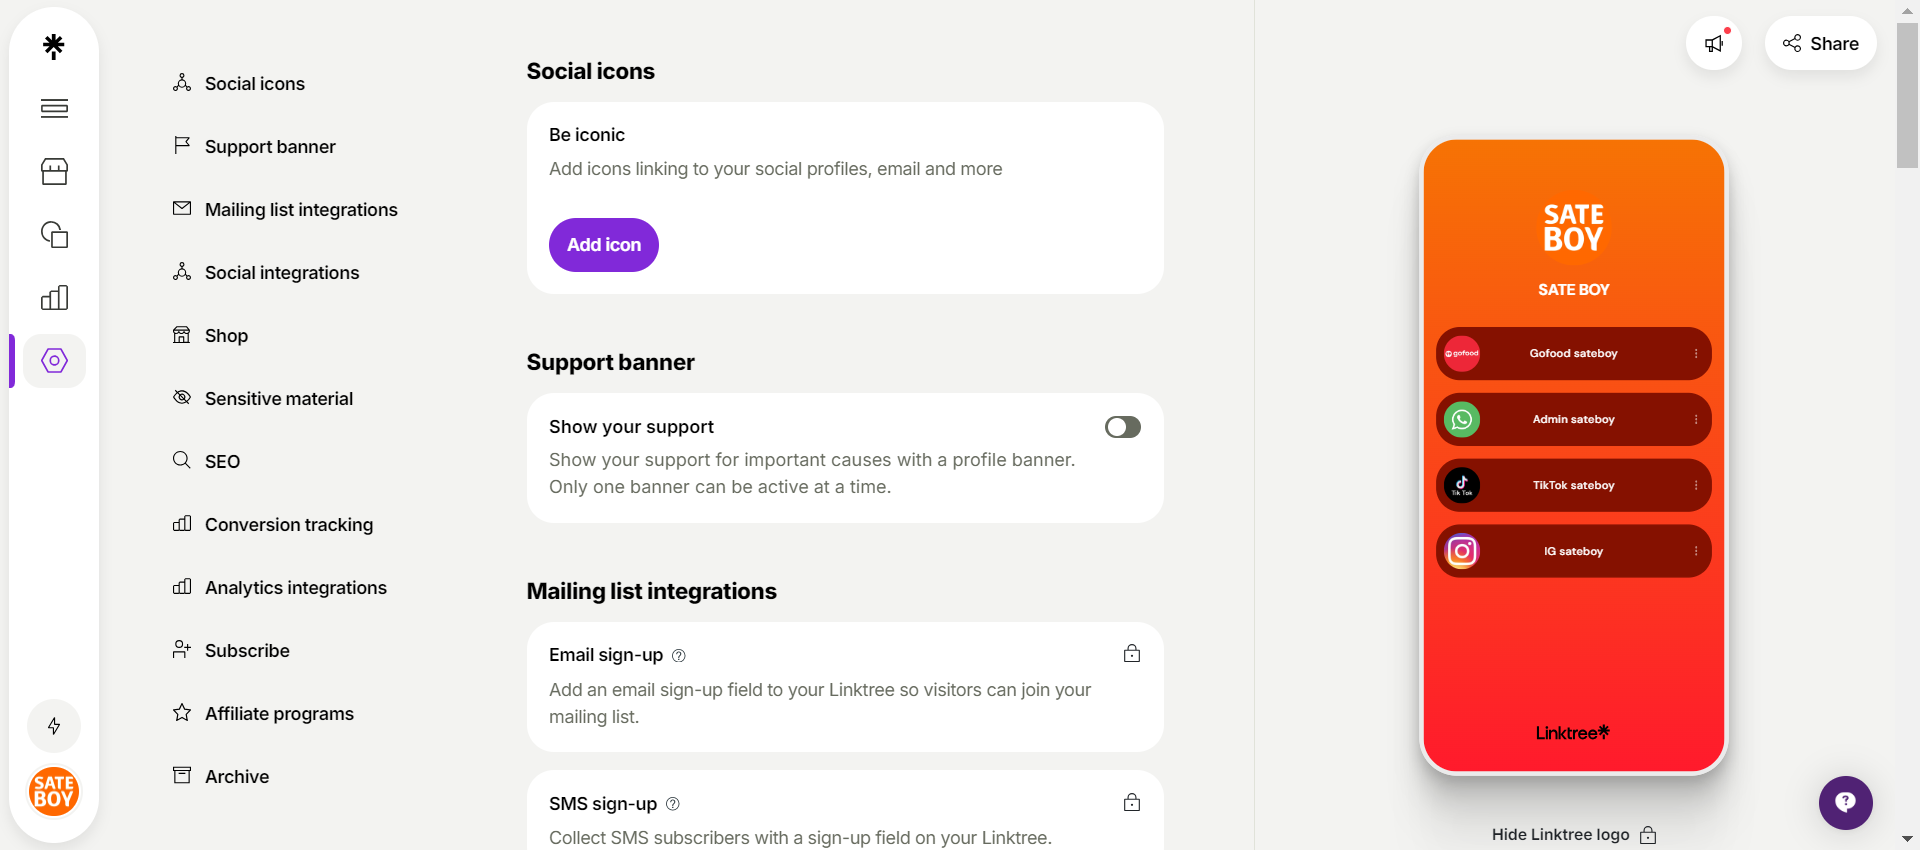 Social icons
Support banner
Mailing list integrations
Social integrations
Shop
Sensitive material
SEO
Conversion tracking
Analytics integrations
Subscribe
Affiliate programs
Archive
SATE
BOY
Social icons
Be iconic
Add icons linking to your social profiles, email and more
Add icon
Support banner
Show your support
Show your support for important causes with a profile banner.
Only one banner can be active at a time.
Mailing list integrations
Email sign-up
Add an email sign-up field to your Linktree so visitors can join your
mailing list.
SMS sign-up
Collect SMS subscribers with a sign-up field on your Linktree.
Share
SATE
BOY
SATE BOY
gofood
Gofood sateboy
Admin sateboy
Tik Tok
TikTok sateboy
IG sateboy
Linktree
Hide Linktree logo